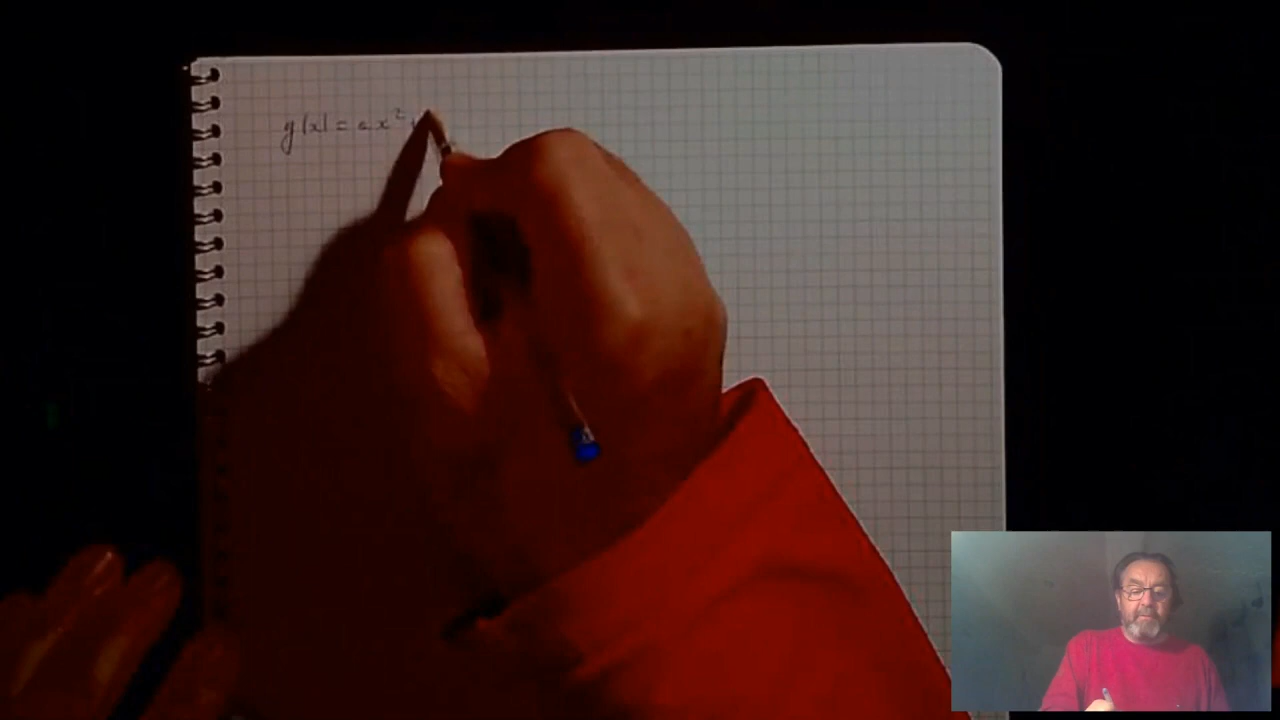 g(x) = ax² +